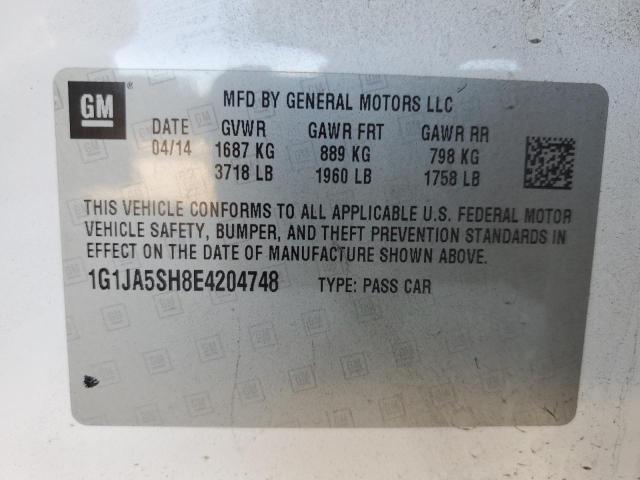 GM
MFD BY GENERAL MOTORS LLC
DATE GVWR GAWR FRT GAWR RR
04/14 1687 KG 889 KG 798 KG
3718 LB 1960 LB 1758 LB
THIS VEHICLE CONFORMS TO ALL APPLICABLE U.S. FEDERAL MOTOR
VEHICLE SAFETY, BUMPER, AND THEFT PREVENTION STANDARDS IN
EFFECT ON THE DATE OF MANUFACTURE SHOWN ABOVE.
1G1JA5SH8E4204748 TYPE: PASS CAR